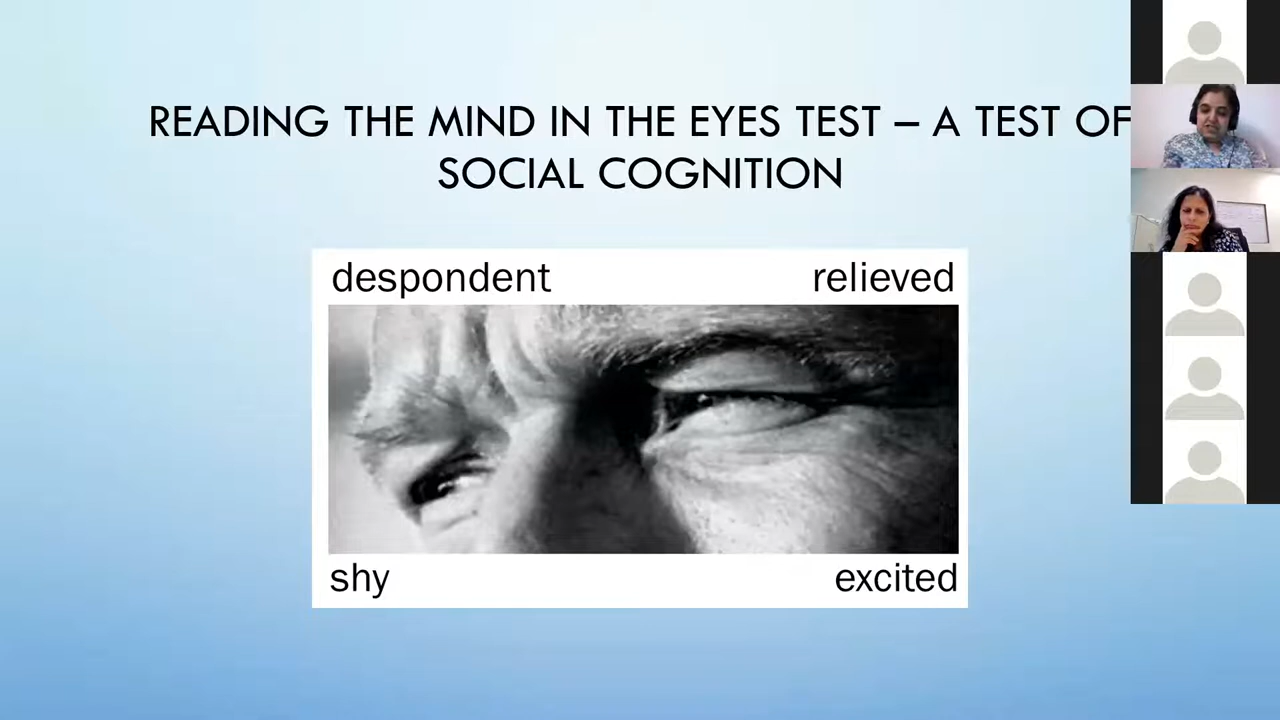 READING THE MIND IN THE EYES TEST – A TEST OF
SOCIAL COGNITION
despondent relieved
shy excited